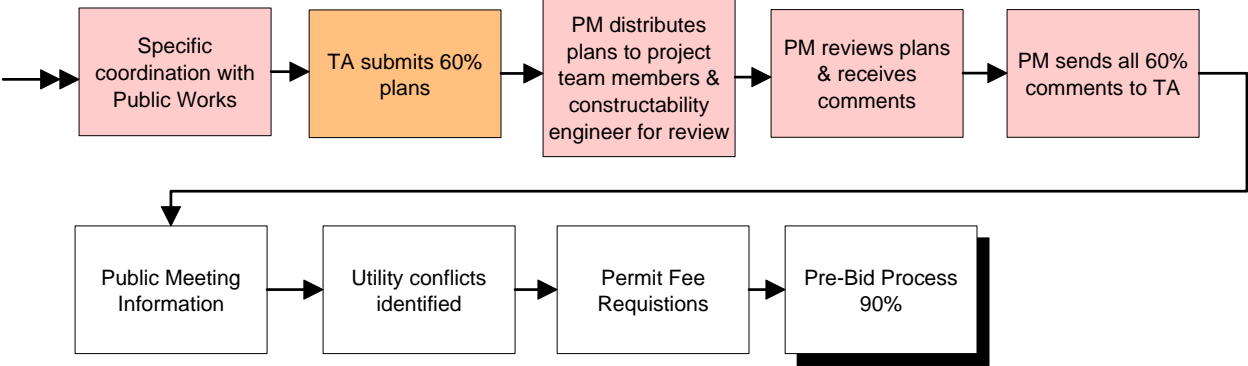 Specific
coordination with
Public Works
TA submits 60%
plans
PM distributes
plans to project
team members &
constructability
engineer for review
PM reviews plans
& receives
comments
PM sends all 60%
comments to TA
Public Meeting
Information
Utility conflicts
identified
Permit Fee
Requistions
Pre-Bid Process
90%